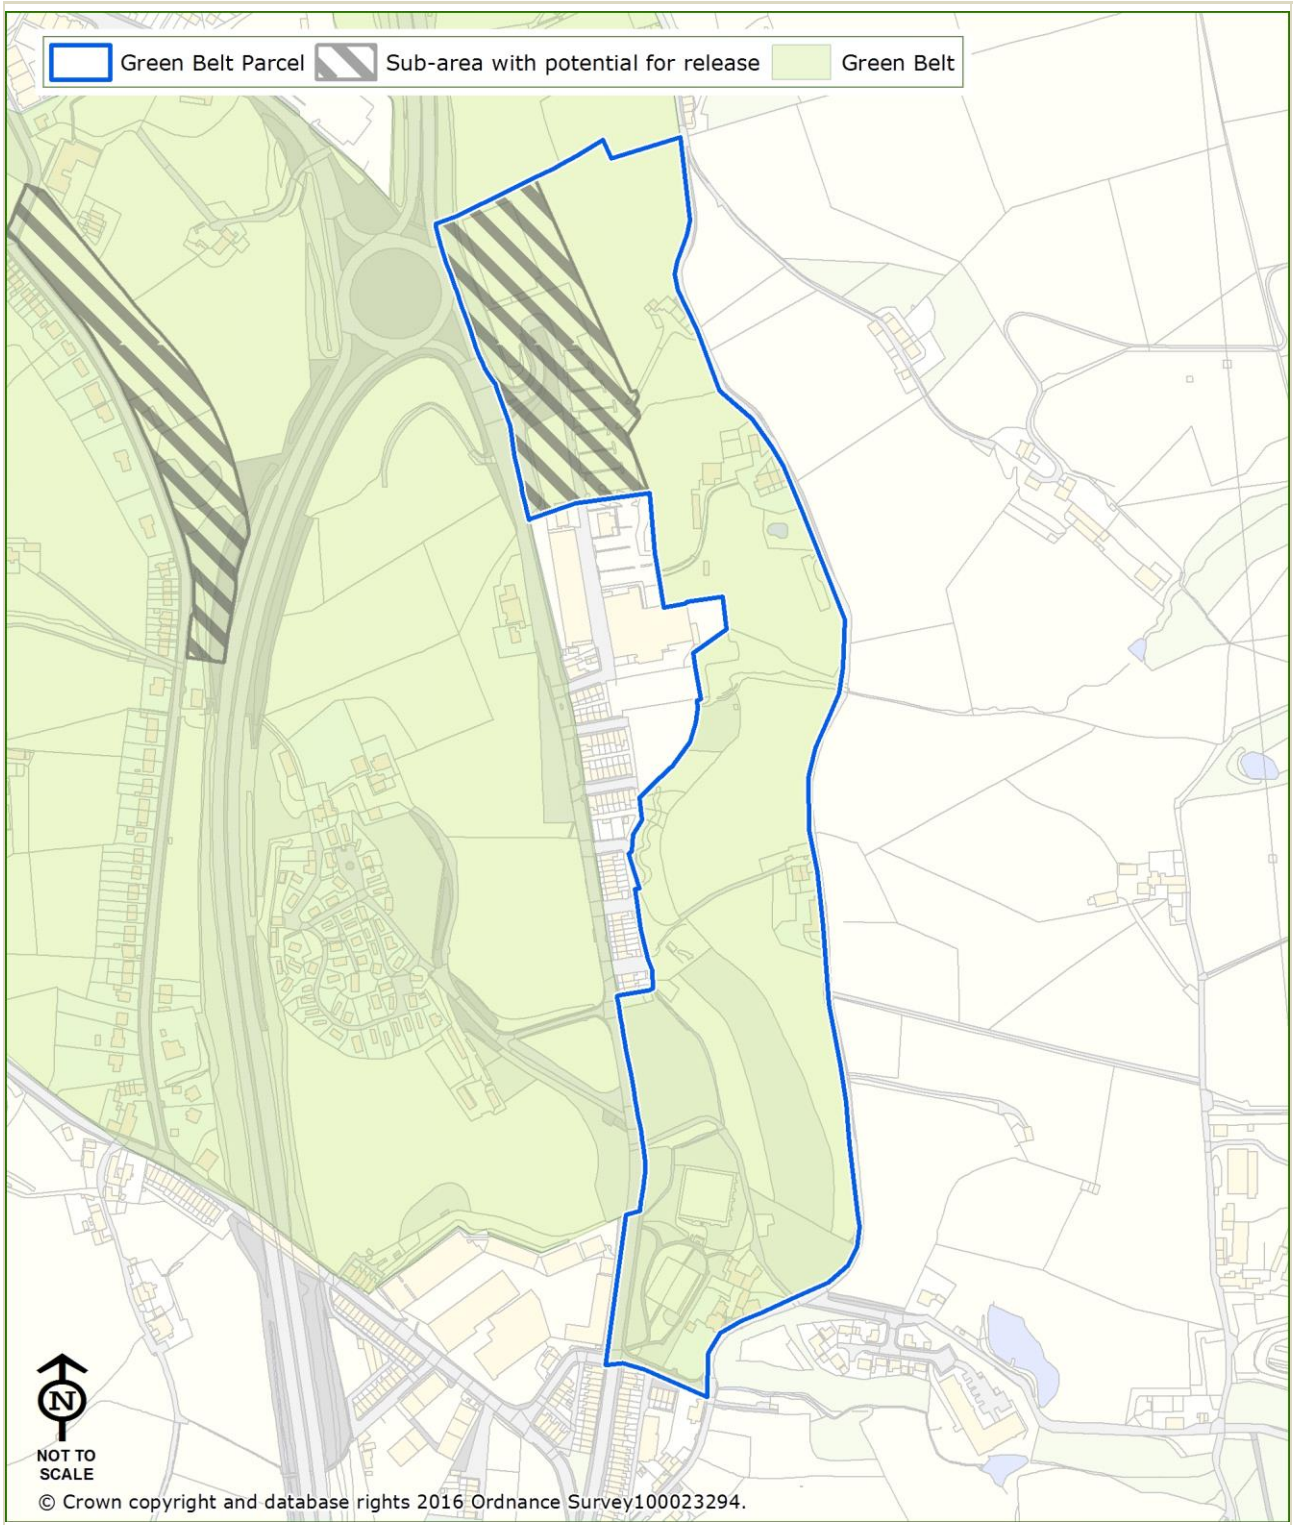 Green Belt Parcel Sub-area with potential for release Green Belt
N
NOT TO
SCALE
© Crown copyright and database rights 2016 Ordnance Survey100023294.